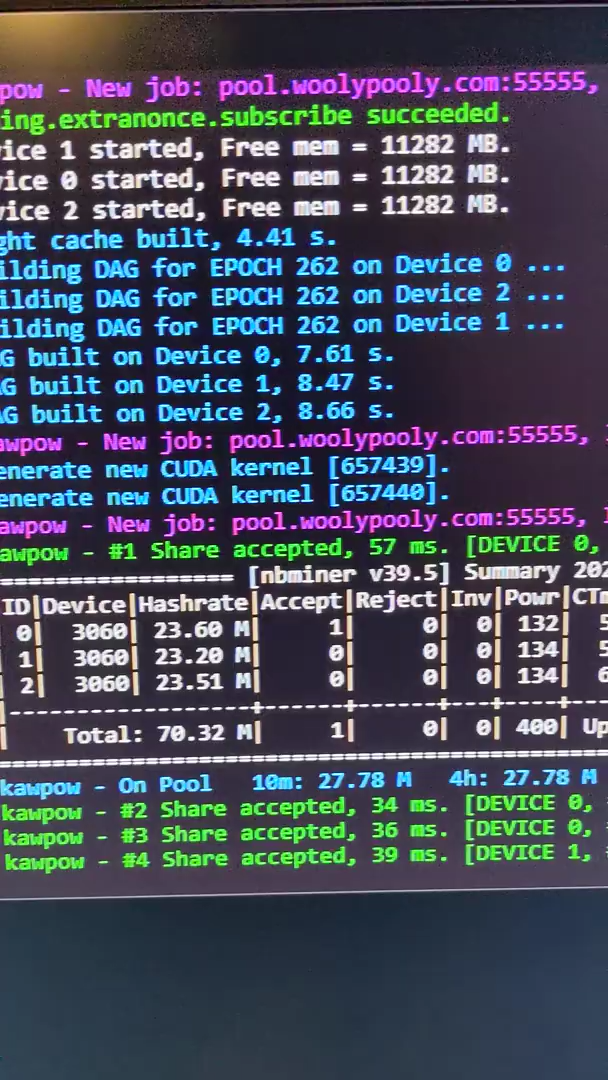 pow - New job: pool.woolypooly.com:55555,
ing.extranonce.subscribe succeeded.
vice 1 started, Free mem = 11282 MB.
vice 0 started, Free mem = 11282 MB.
vice 2 started, Free mem = 11282 MB.
ght cache built, 4.41 s.
ilding DAG for EPOCH 262 on Device 0 ...
ilding DAG for EPOCH 262 on Device 2 ...
ilding DAG for EPOCH 262 on Device 1 ...
AG built on Device 0, 7.61 s.
AG built on Device 1, 8.47 s.
AG built on Device 2, 8.66 s.
awpow - New job: pool.woolypooly.com:55555,
enerate new CUDA kernel [657439].
enerate new CUDA kernel [657440].
awpow - New job: pool.woolypooly.com:55555,
awpow - #1 Share accepted, 57 ms. [DEVICE 0,
================= [nbminer v39.5] Summary 202
ID|Device|Hashrate|Accept|Reject|Inv|Powr|CTm
0| 3060|23.60 M| 1| 0| 0| 132| 5
1| 3060|23.20 M| 0| 0| 0| 134| 5
2| 3060|23.51 M| 0| 0| 0| 134| 6
|------------------+------+------+---+----+---
| Total: 70.32 M| 1| 0| 0| 400| Up
==============================================
kawpow - On Pool 10m: 27.78 M 4h: 27.78 M
kawpow - #2 Share accepted, 34 ms. [DEVICE 0,
kawpow - #3 Share accepted, 36 ms. [DEVICE 0,
kawpow - #4 Share accepted, 39 ms. [DEVICE 1,